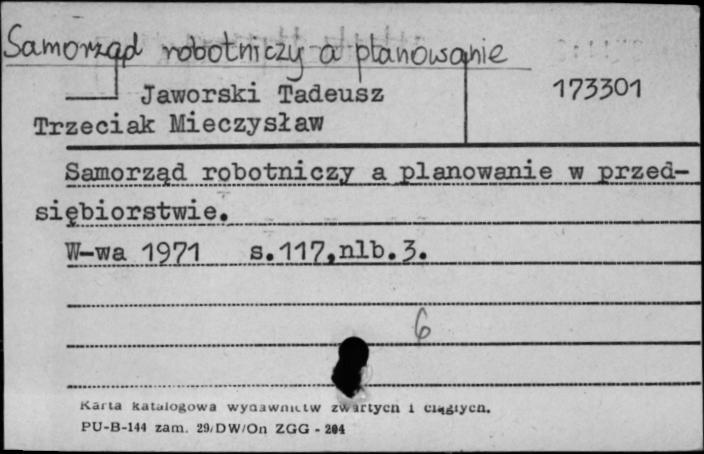 Samorząd robotniczy a planowanie
Jaworski Tadeusz
173301
Trzeciak Mieczysław
Samorząd robotniczy a planowanie w przed-
siębiorstwie.
W-wa 1971 s.117,nlb.3.
6
Karta katalogowa wydawnictw zwartych i ciągłych.
PU-B-144 zam. 29/DW/On ZGG - 204